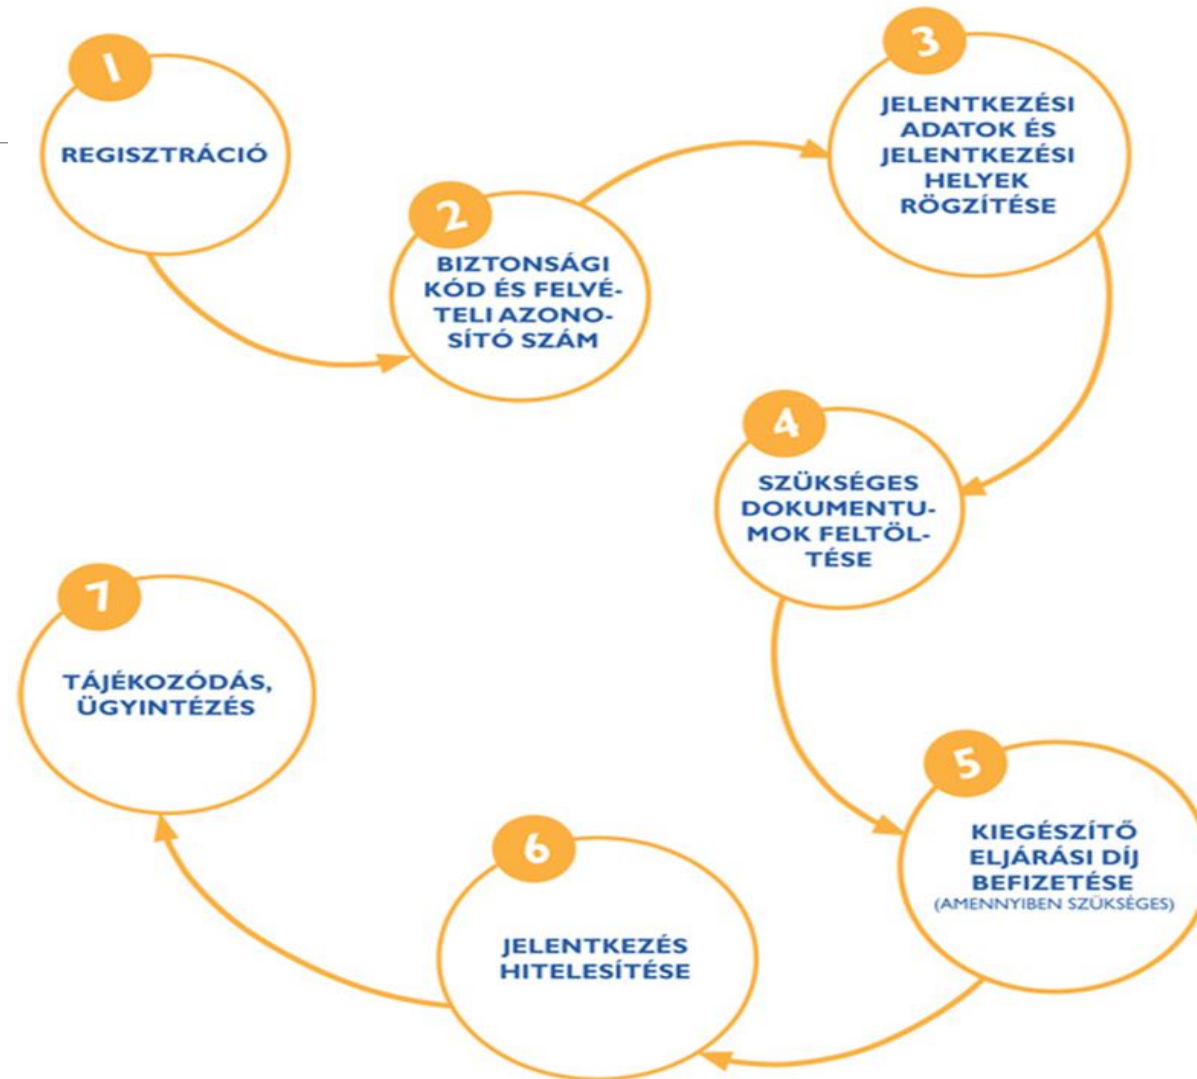 1
REGISZTRÁCIÓ
2
BIZTONSÁGI
KÓD ÉS FELVÉ-
TELI AZONO-
SÍTÓ SZÁM
3
JELENTKEZÉSI
ADATOK ÉS
JELENTKEZÉSI
HELYEK
RÖGZÍTÉSE
4
SZÜKSÉGES
DOKUMENTU-
MOK FELTÖL-
TÉSE
5
KIEGÉSZÍTŐ
ELJÁRÁSI DÍJ
BEFIZETÉSE
(AMENNYIBEN SZÜKSÉGES)
6
JELENTKEZÉS
HITELESÍTÉSE
7
TÁJÉKOZÓDÁS,
ÜGYINTÉZÉS